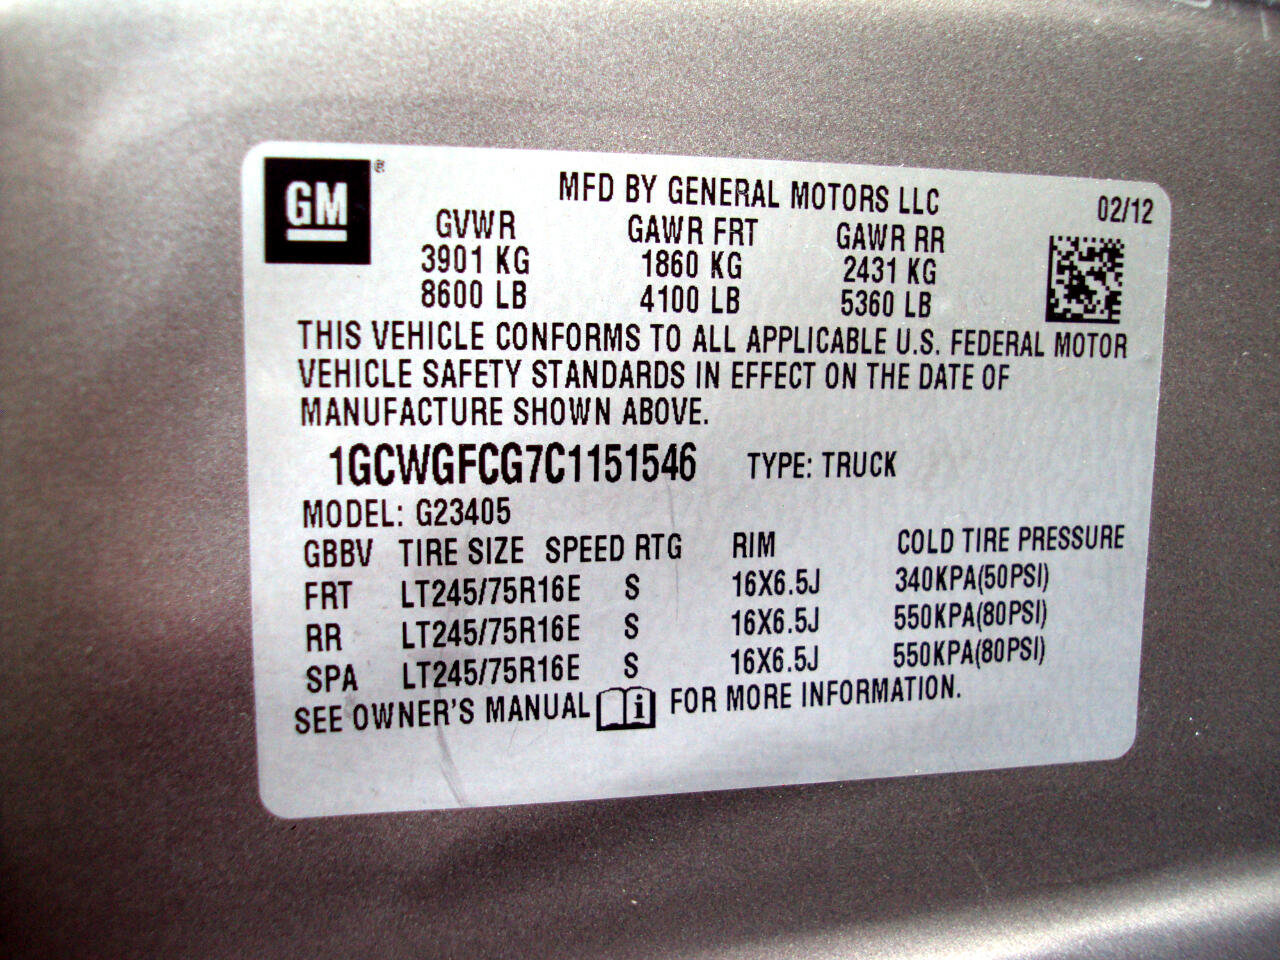 GM ®
MFD BY GENERAL MOTORS LLC 02/12
GVWR GAWR FRT GAWR RR
3901 KG 1860 KG 2431 KG
8600 LB 4100 LB 5360 LB
THIS VEHICLE CONFORMS TO ALL APPLICABLE U.S. FEDERAL MOTOR
VEHICLE SAFETY STANDARDS IN EFFECT ON THE DATE OF
MANUFACTURE SHOWN ABOVE.
1GCWGFCG7C1151546 TYPE: TRUCK
MODEL: G23405
GBBV TIRE SIZE SPEED RTG RIM COLD TIRE PRESSURE
FRT LT245/75R16E S 16X6.5J 340KPA(50PSI)
RR LT245/75R16E S 16X6.5J 550KPA(80PSI)
SPA LT245/75R16E S 16X6.5J 550KPA(80PSI)
SEE OWNER'S MANUAL i FOR MORE INFORMATION.